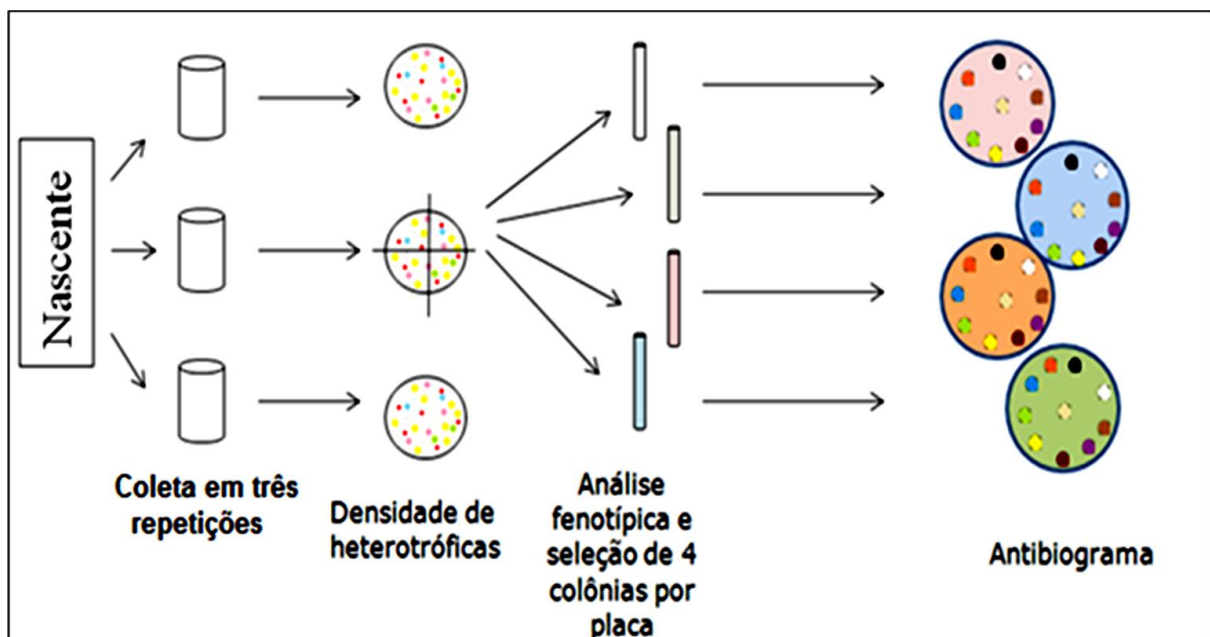 Nascente
Coleta em três
repetições
Densidade de
heterotróficas
Análise
fenotípica e
seleção de 4
colônias por
placa
Antibiograma